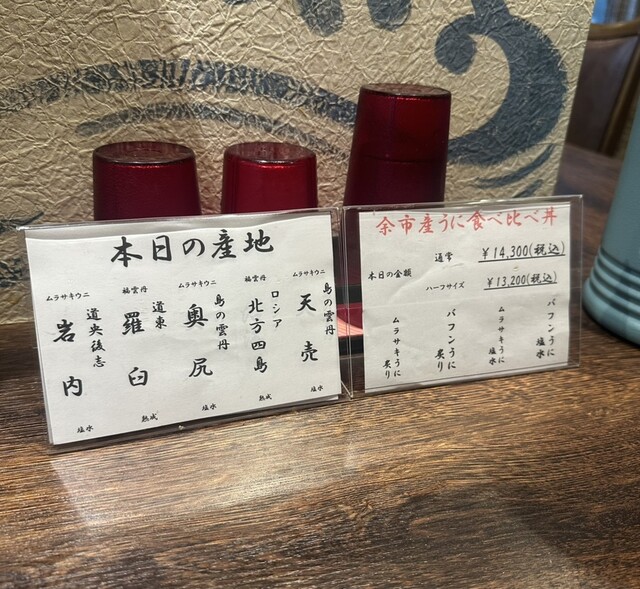 本日の産地
ムラサキウニ
島の雲丹
天売
塩水
福雲丹
ロシア
北方四島
熟成
ムラサキウニ
島の雲丹
奥尻
塩水
福雲丹
道東
羅臼
熟成
ムラサキウニ
道央後志
岩内
塩水
余市産うに食べ比べ丼
本日の金額
通常 ¥14,300(税込)
ハーフサイズ ¥13,200(税込)
バフンうに塩水
ムラサキうに塩水
バフンうに炙り
ムラサキうに炙り